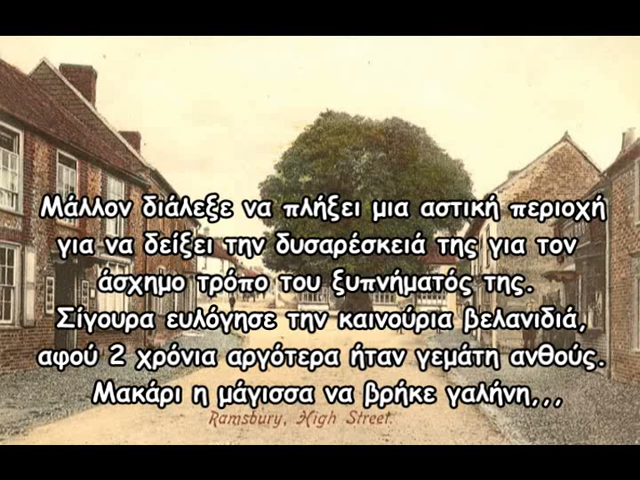 Μάλλον διάλεξε να πλήξει μια αστική περιοχή
για να δείξει την δυσαρέσκειά της για τον
άσχημο τρόπο του ξυπνήματός της.
Σίγουρα ευλόγησε την καινούρια βελανιδιά,
αφού 2 χρόνια αργότερα ήταν γεμάτη ανθούς.
Μακάρι η μάγισσα να βρήκε γαλήνη,,,
Ramsbury, High Street.